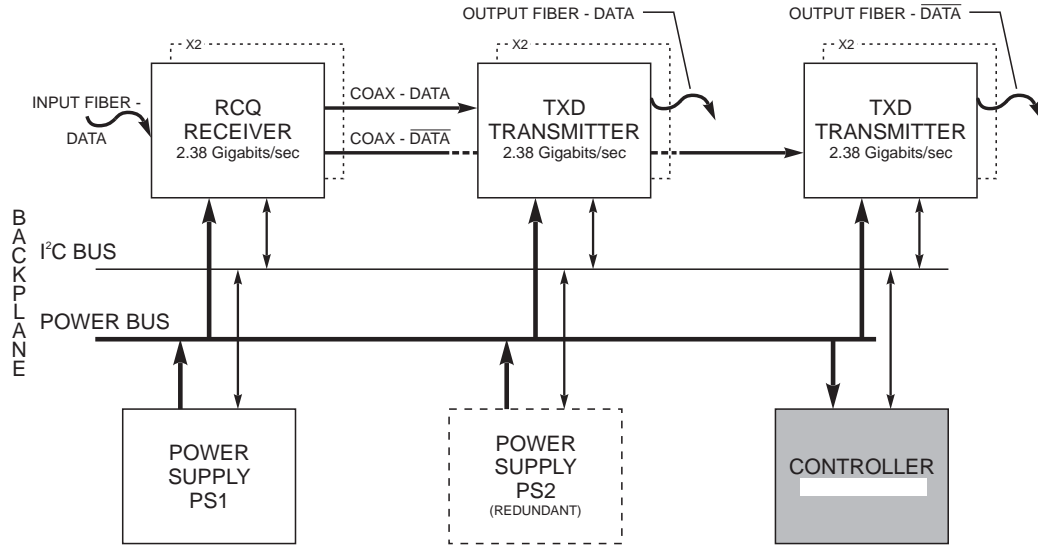 OUTPUT FIBER - DATA
OUTPUT FIBER - D̅A̅T̅A̅
X2
X2
X2
INPUT FIBER -
DATA
RCQ
RECEIVER
2.38 Gigabits/sec
COAX - DATA
COAX - D̅A̅T̅A̅
TXD
TRANSMITTER
2.38 Gigabits/sec
TXD
TRANSMITTER
2.38 Gigabits/sec
BACKPLANE
I²C BUS
POWER BUS
POWER
SUPPLY
PS1
POWER
SUPPLY
PS2
(REDUNDANT)
CONTROLLER